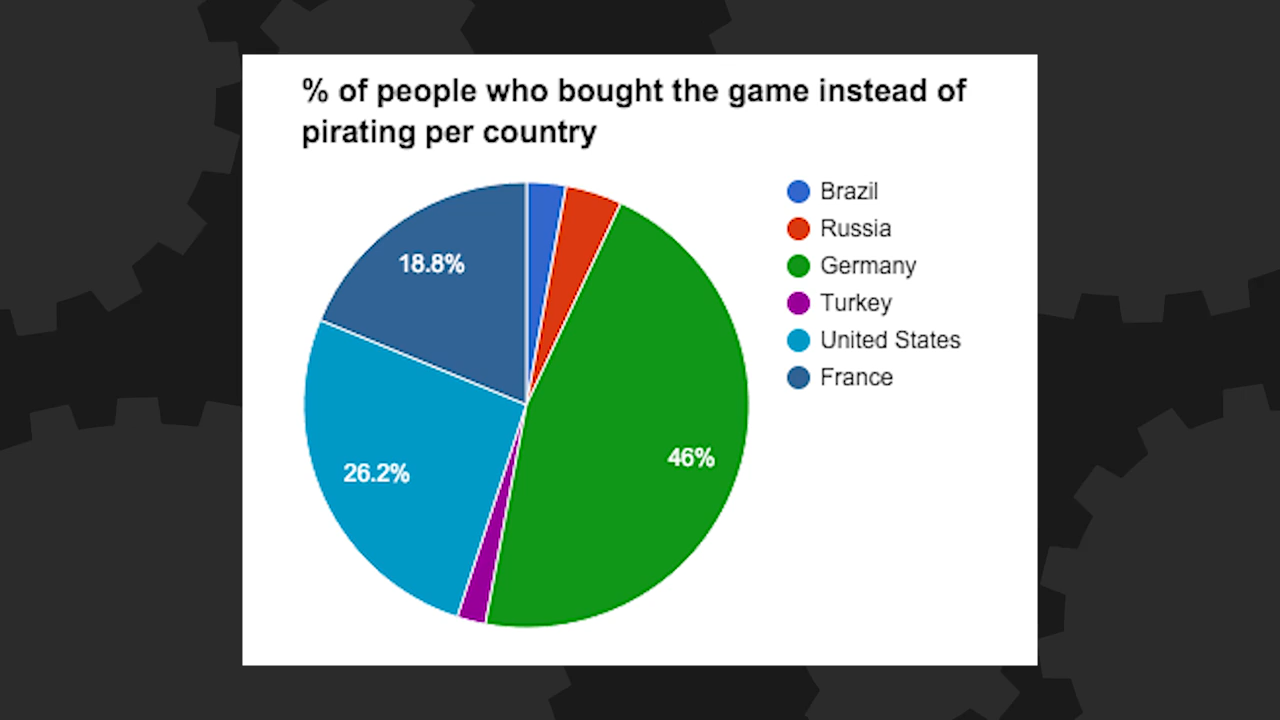 % of people who bought the game instead of
pirating per country
Brazil
Russia
Germany
Turkey
United States
France
18.8%
46%
26.2%